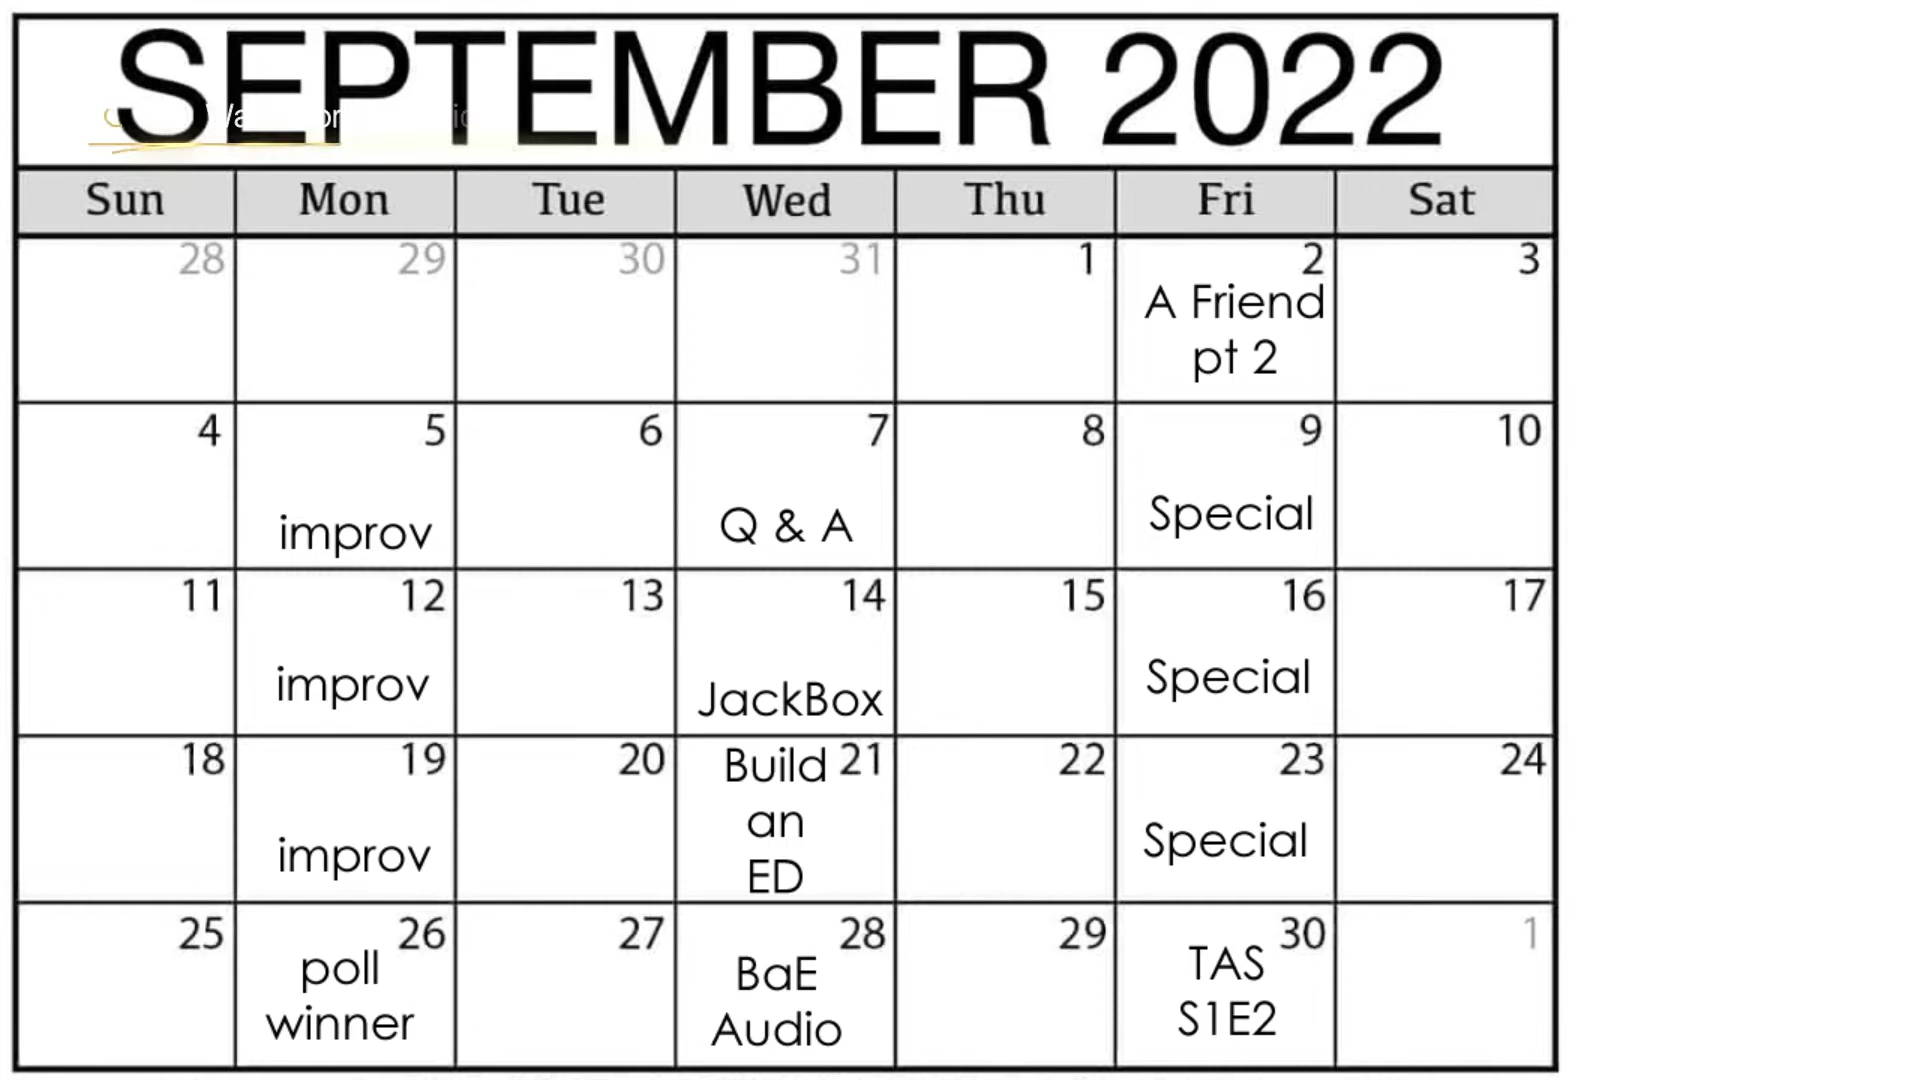 SEPTEMBER 2022
Sun Mon Tue Wed Thu Fri Sat
28 29 30 31 1 2 3
A Friend
pt 2
4 5 6 7 8 9 10
improv Q & A Special
11 12 13 14 15 16 17
improv JackBox Special
18 19 20 Build 21 22 23 24
an
improv ED Special
25 26 27 28 29 30 1
poll BaE TAS
winner Audio S1E2